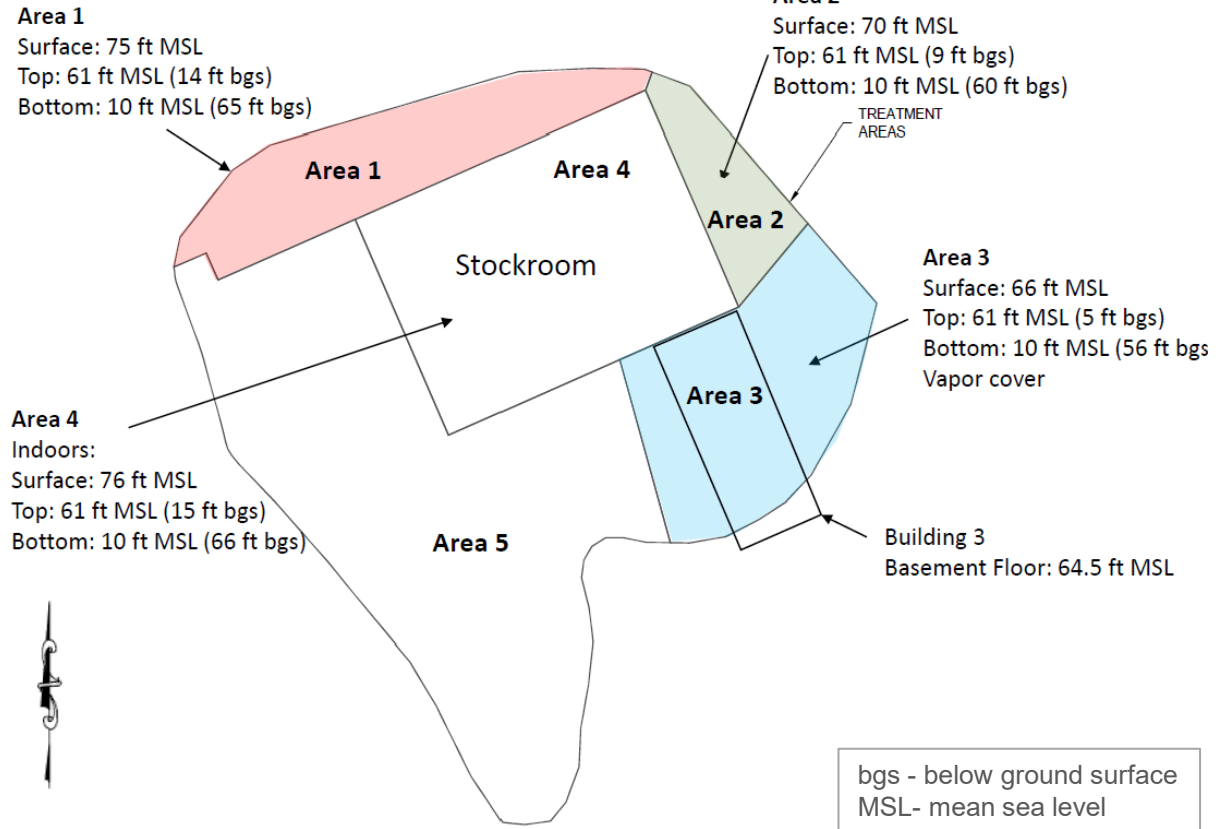 Area 1
Surface: 75 ft MSL
Top: 61 ft MSL (14 ft bgs)
Bottom: 10 ft MSL (65 ft bgs)
Area 2
Surface: 70 ft MSL
Top: 61 ft MSL (9 ft bgs)
Bottom: 10 ft MSL (60 ft bgs)
TREATMENT
AREAS
Area 1
Area 4
Area 2
Stockroom
Area 3
Surface: 66 ft MSL
Top: 61 ft MSL (5 ft bgs)
Bottom: 10 ft MSL (56 ft bgs
Vapor cover
Area 3
Area 4
Indoors:
Surface: 76 ft MSL
Top: 61 ft MSL (15 ft bgs)
Bottom: 10 ft MSL (66 ft bgs)
Area 5
Building 3
Basement Floor: 64.5 ft MSL
bgs - below ground surface
MSL- mean sea level